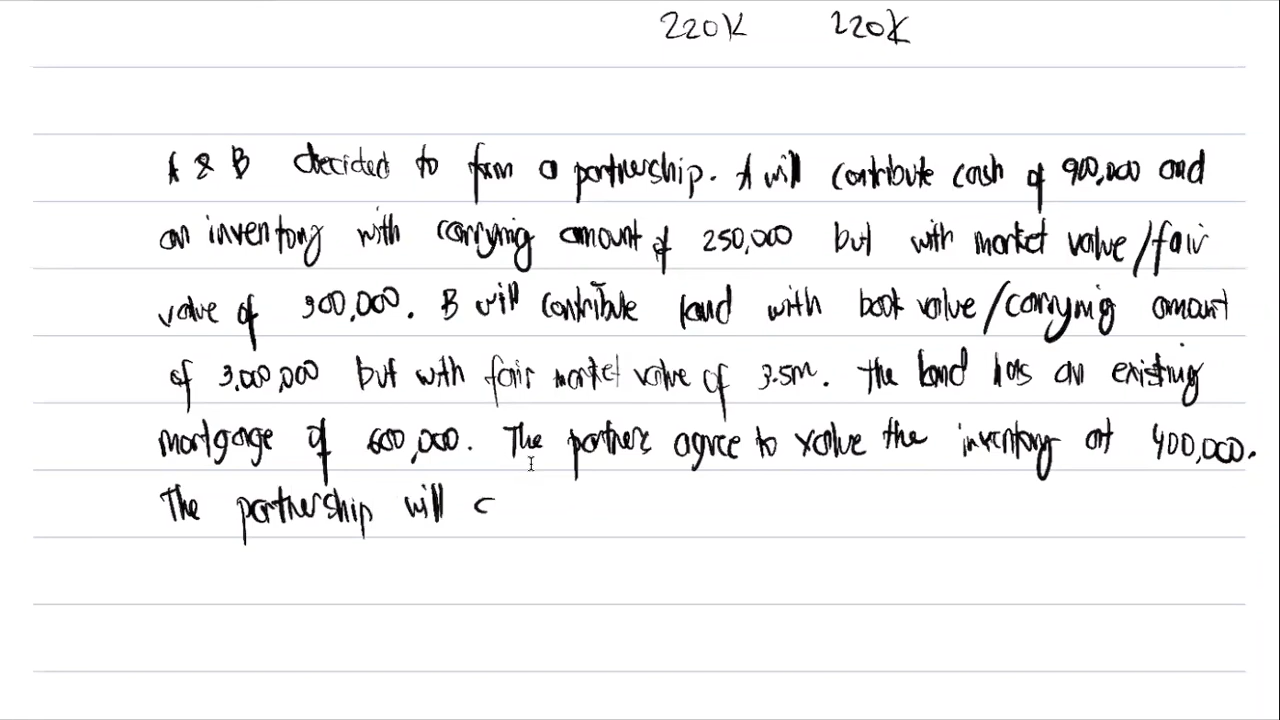 220K 220K
A & B decided to form a partnership. A will contribute cash of 900,000 and
an inventory with carrying amount of 250,000 but with market value/fair
value of 300,000. B will contribute land with book value/carrying amount
of 3,000,000 but with fair market value of 3.5m. The land has an existing
mortgage of 600,000. The partners agree to value the inventory at 400,000.
The partnership will c